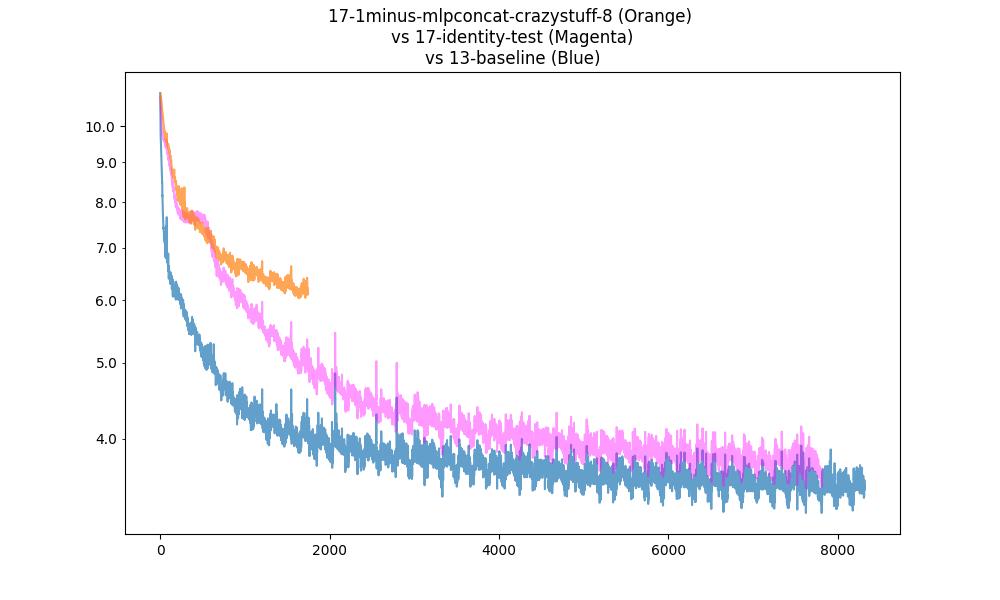 17-1minus-mlpconcat-crazystuff-8 (Orange)
vs 17-identity-test (Magenta)
vs 13-baseline (Blue)
10.0
9.0
8.0
7.0
6.0
5.0
4.0
0 2000 4000 6000 8000